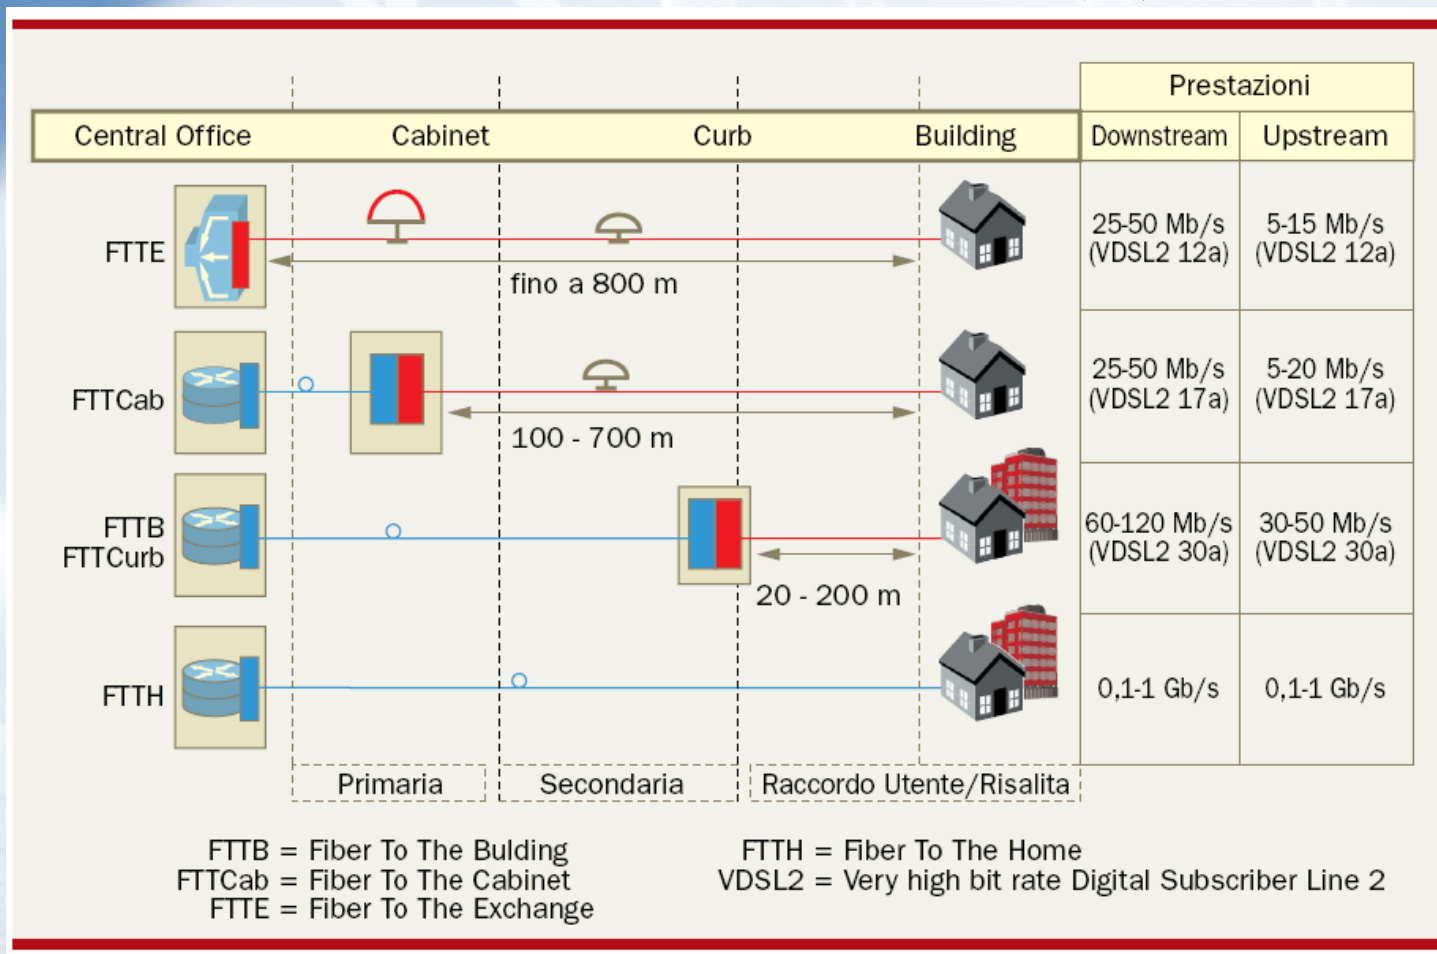 Prestazioni
Central Office Cabinet Curb Building Downstream Upstream
FTTE
fino a 800 m
25-50 Mb/s
(VDSL2 12a)
5-15 Mb/s
(VDSL2 12a)
FTTCab
100 - 700 m
25-50 Mb/s
(VDSL2 17a)
5-20 Mb/s
(VDSL2 17a)
FTTB
FTTCurb
20 - 200 m
60-120 Mb/s
(VDSL2 30a)
30-50 Mb/s
(VDSL2 30a)
FTTH
0,1-1 Gb/s
0,1-1 Gb/s
Primaria Secondaria Raccordo Utente/Risalita
FTTB = Fiber To The Bulding
FTTCab = Fiber To The Cabinet
FTTE = Fiber To The Exchange
FTTH = Fiber To The Home
VDSL2 = Very high bit rate Digital Subscriber Line 2